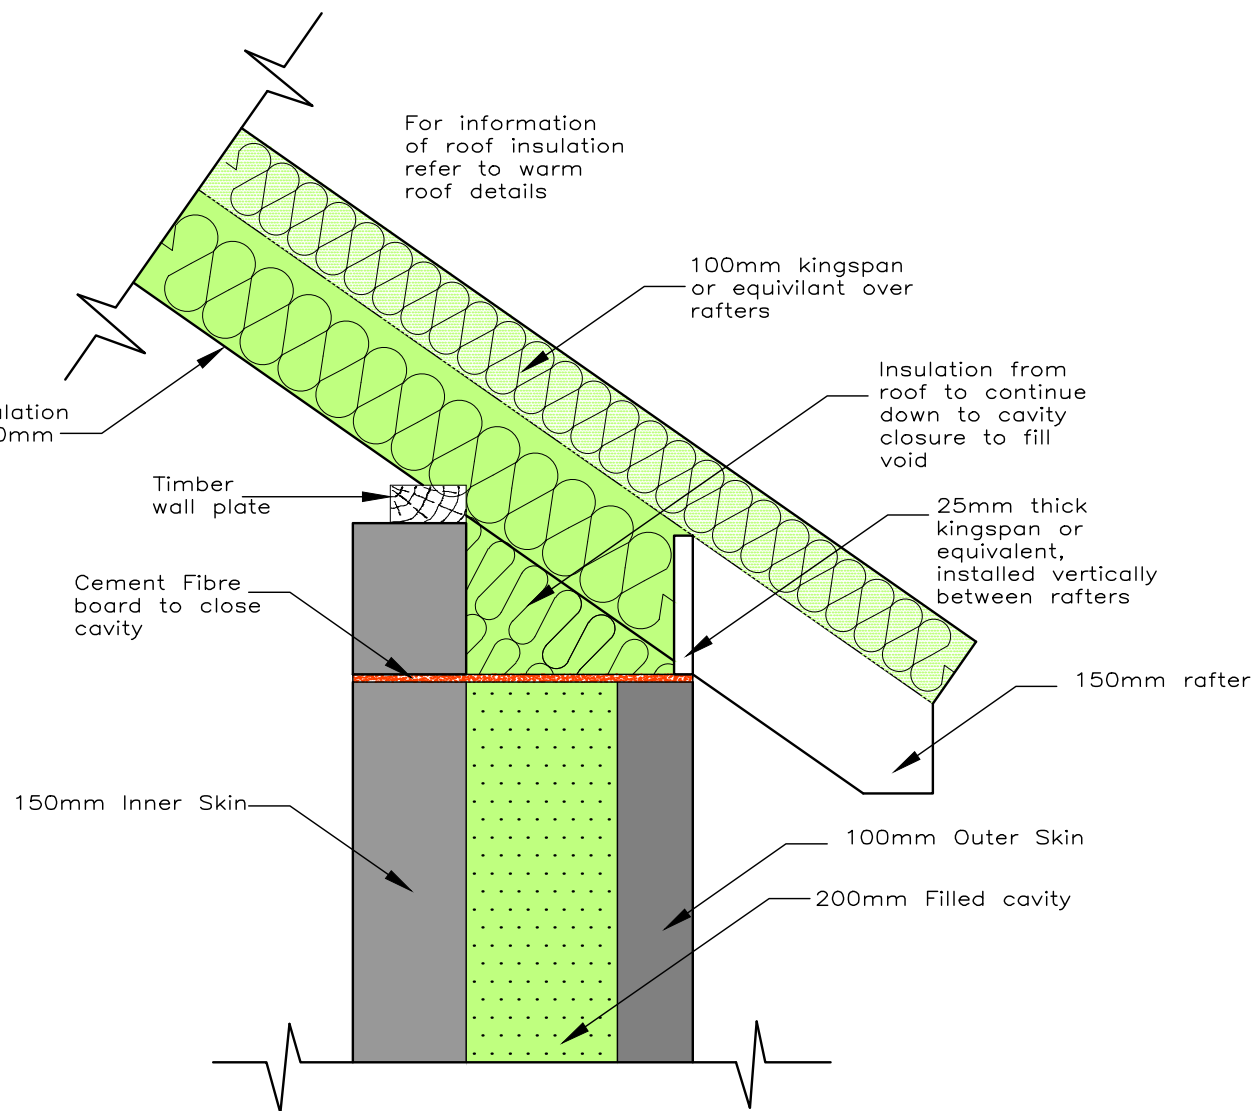 For information
of roof insulation
refer to warm
roof details
100mm kingspan
or equivilant over
rafters
Insulation from
roof to continue
down to cavity
closure to fill
void
25mm thick
kingspan or
equivalent,
installed vertically
between rafters
150mm rafter
Timber
wall plate
Cement Fibre
board to close
cavity
150mm Inner Skin
100mm Outer Skin
200mm Filled cavity